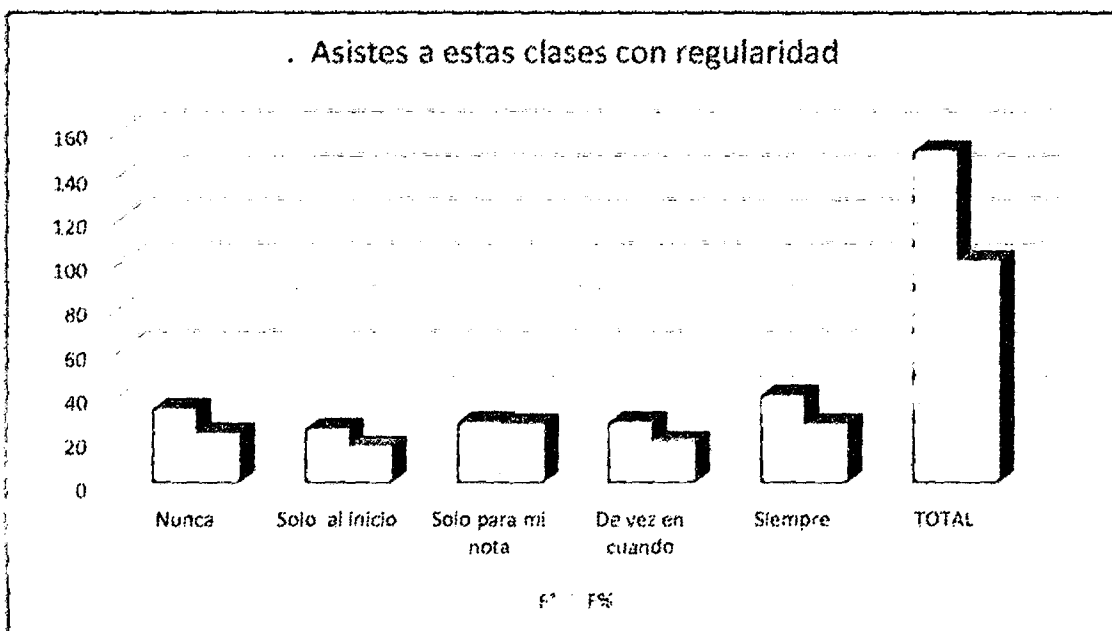 . Asistes a estas clases con regularidad
160
140
120
100
80
60
40
20
0
Nunca
Solo al inicio
Solo para mi nota
De vez en cuando
Siempre
TOTAL
F%